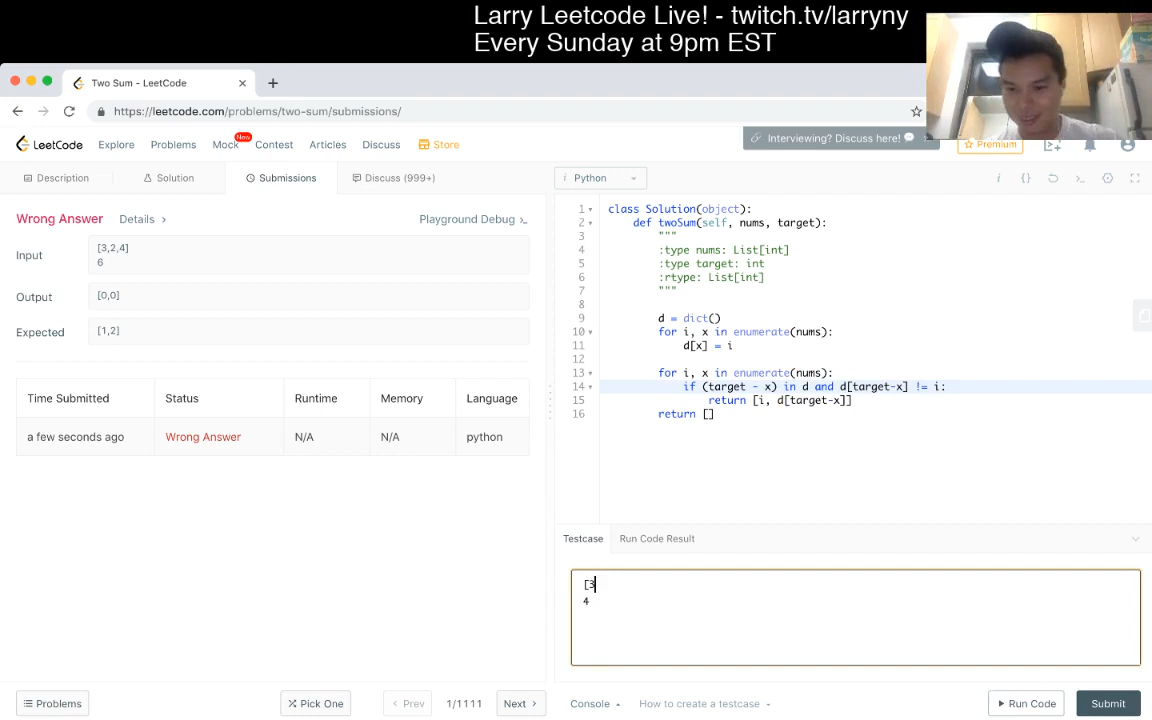 Larry Leetcode Live! - twitch.tv/larryny
Every Sunday at 9pm EST
Two Sum - LeetCode
https://leetcode.com/problems/two-sum/submissions/
LeetCode
Explore
Problems
Mock
New
Contest
Articles
Discuss
Store
Interviewing? Discuss here!
Premium
Description
Solution
Submissions
Discuss (999+)
i Python
Wrong Answer
Details >
Playground Debug >_
Input
[3,2,4]
6
Output
[0,0]
Expected
[1,2]
Time Submitted Status Runtime Memory Language
a few seconds ago Wrong Answer N/A N/A python
1 class Solution(object):
2 def twoSum(self, nums, target):
3 """
4 :type nums: List[int]
5 :type target: int
6 :rtype: List[int]
7 """
8
9 d = dict()
10 for i, x in enumerate(nums):
11 d[x] = i
12
13 for i, x in enumerate(nums):
14 if (target - x) in d and d[target-x] != i:
15 return [i, d[target-x]]
16 return []
Testcase
Run Code Result
[3
4
Problems
Pick One
< Prev
1/1111
Next >
Console
How to create a testcase
Run Code
Submit